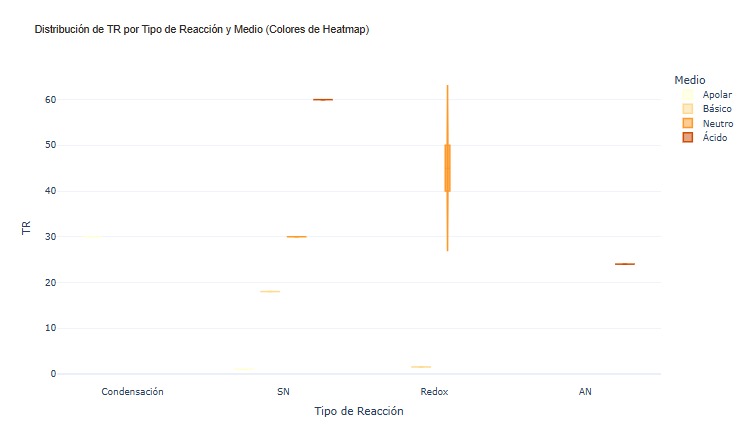 Distribución de TR por Tipo de Reacción y Medio (Colores de Heatmap)
Medio
Apolar
Básico
Neutro
Ácido
60
50
40
30
20
10
0
TR
Condensación SN Redox AN
Tipo de Reacción